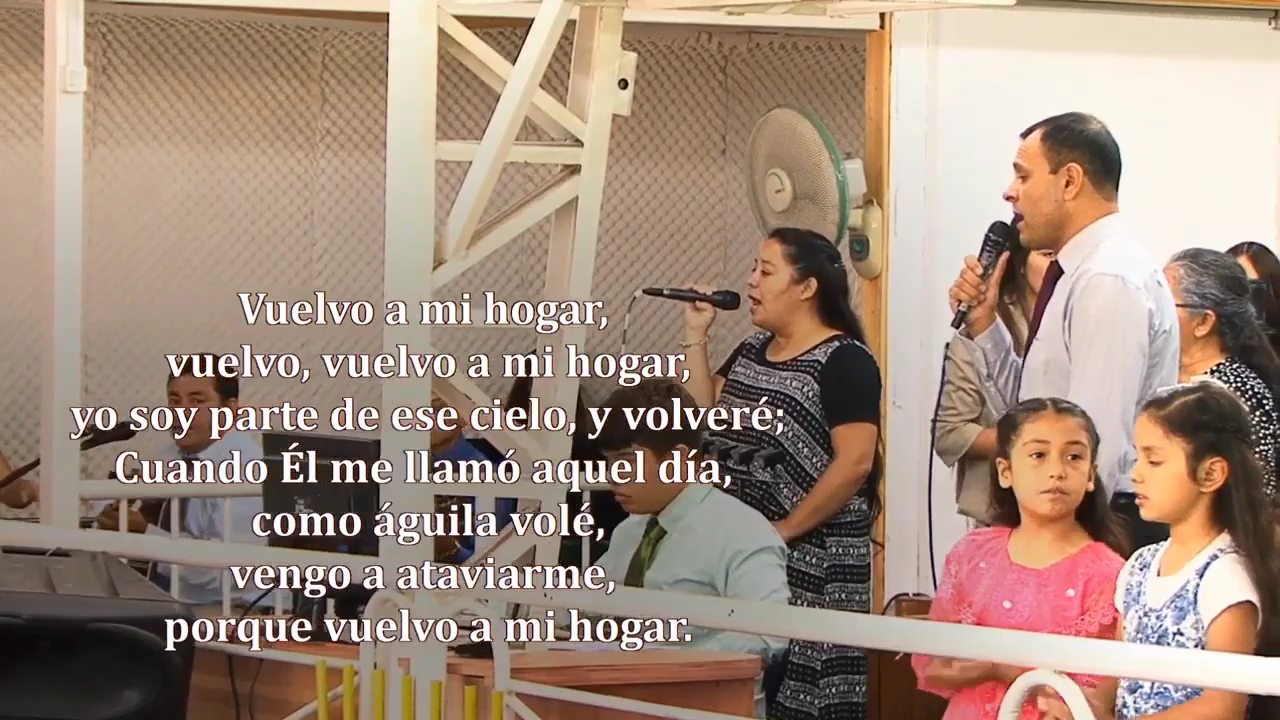 Vuelvo a mi hogar,
vuelvo, vuelvo a mi hogar,
yo soy parte de ese cielo, y volveré;
Cuando Él me llamó aquel día,
como águila volé,
vengo a ataviarme,
porque vuelvo a mi hogar.